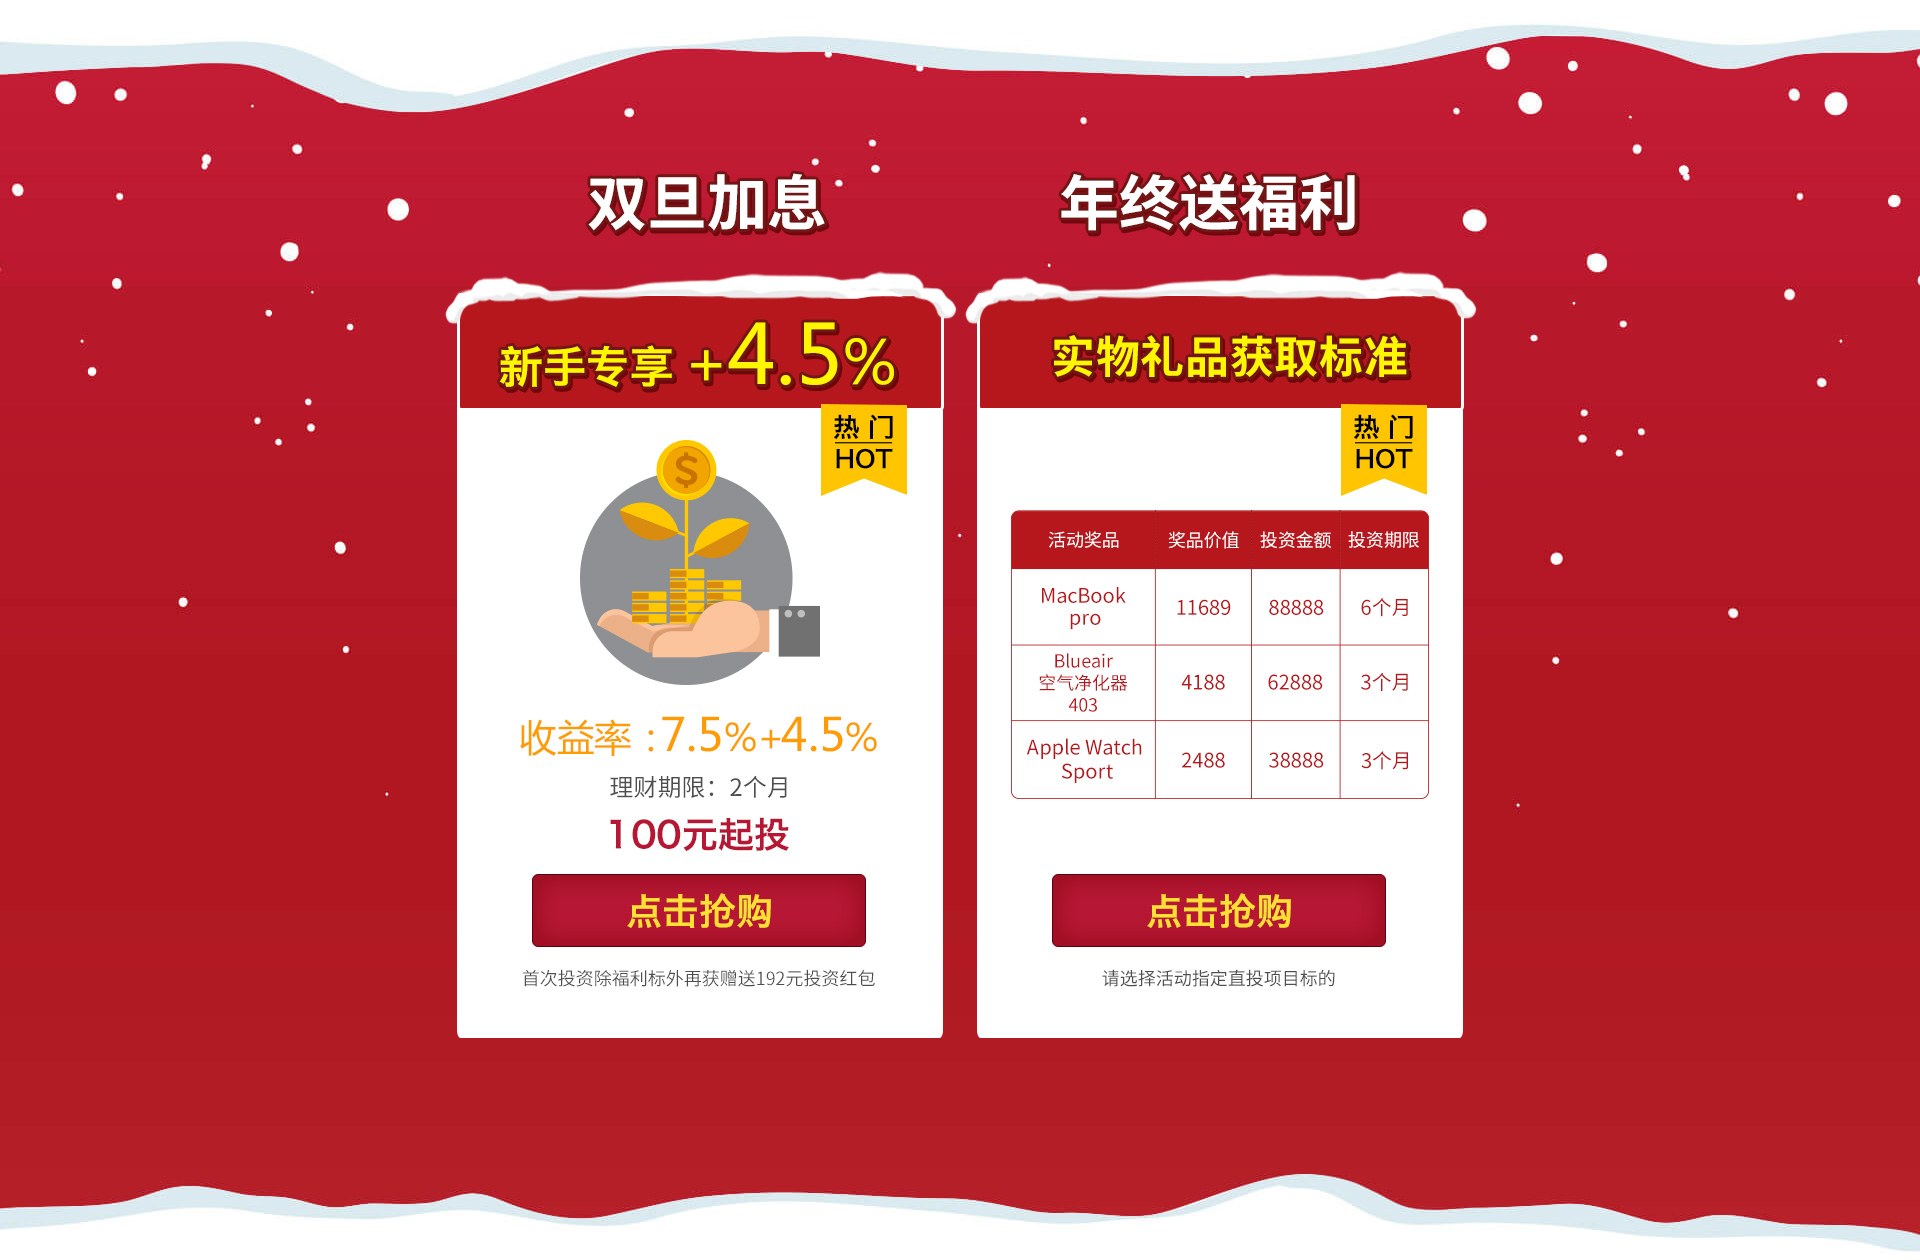 双旦加息
年终送福利
新手专享 +4.5%
热 门
HOT
$
收益率 : 7.5%+4.5%
理财期限：2个月
100元起投
点击抢购
首次投资除福利标外再获赠送192元投资红包
实物礼品获取标准
热 门
HOT
活动奖品 奖品价值 投资金额 投资期限
MacBook
pro
11689 88888 6个月
Blueair
空气净化器
403
4188 62888 3个月
Apple Watch
Sport
2488 38888 3个月
点击抢购
请选择活动指定直投项目标的